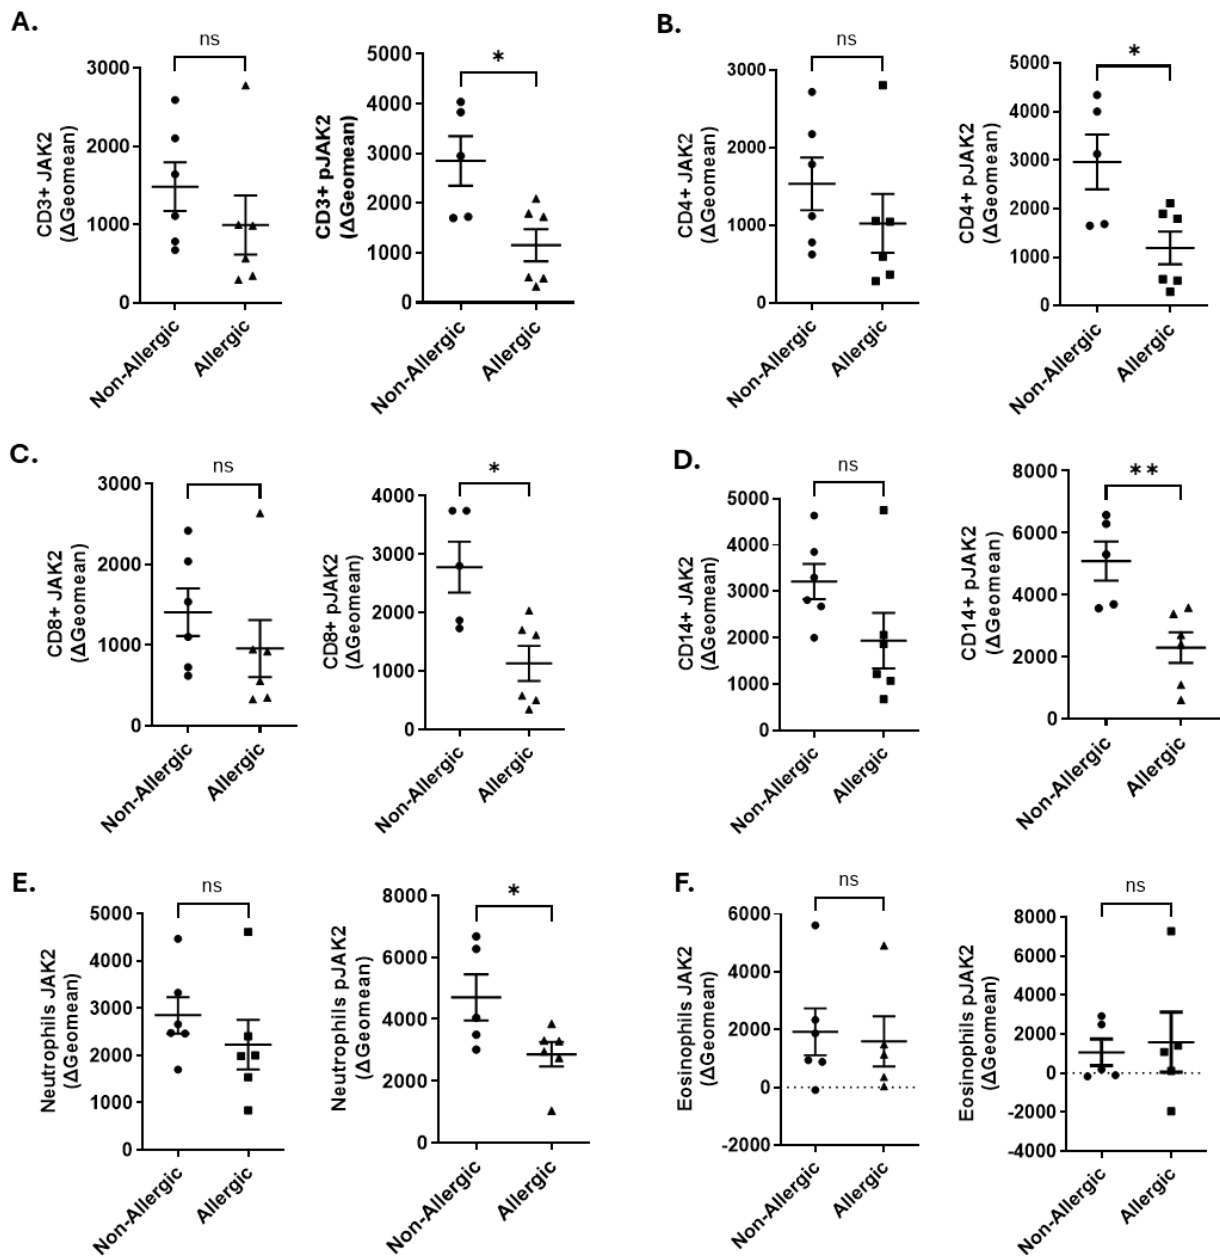 A.
ns
CD3+ JAK2
(ΔGeomean)
3000
2000
1000
0
Non-Allergic
Allergic
*
CD3+ pJAK2
(ΔGeomean)
5000
4000
3000
2000
1000
0
Non-Allergic
Allergic
B.
ns
CD4+ JAK2
(ΔGeomean)
3000
2000
1000
0
Non-Allergic
Allergic
*
CD4+ pJAK2
(ΔGeomean)
5000
4000
3000
2000
1000
0
Non-Allergic
Allergic
C.
ns
CD8+ JAK2
(ΔGeomean)
3000
2000
1000
0
Non-Allergic
Allergic
*
CD8+ pJAK2
(ΔGeomean)
4000
3000
2000
1000
0
Non-Allergic
Allergic
D.
ns
CD14+ JAK2
(ΔGeomean)
5000
4000
3000
2000
1000
0
Non-Allergic
Allergic
**
CD14+ pJAK2
(ΔGeomean)
8000
6000
4000
2000
0
Non-Allergic
Allergic
E.
ns
Neutrophils JAK2
(ΔGeomean)
5000
4000
3000
2000
1000
0
Non-Allergic
Allergic
*
Neutrophils pJAK2
(ΔGeomean)
8000
6000
4000
2000
0
Non-Allergic
Allergic
F.
ns
Eosinophils JAK2
(ΔGeomean)
6000
4000
2000
0
-2000
Non-Allergic
Allergic
ns
Eosinophils pJAK2
(ΔGeomean)
8000
6000
4000
2000
0
-2000
-4000
Non-Allergic
Allergic